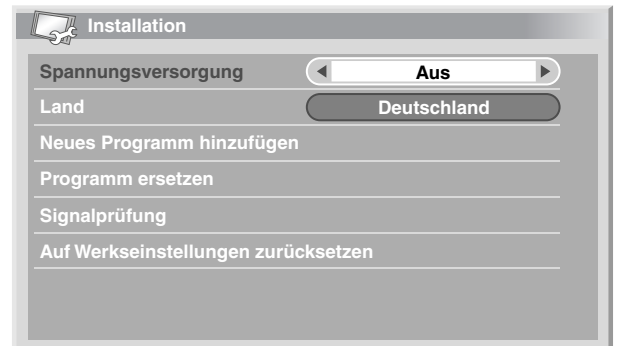 Installation
Spannungsversorgung Aus
Land Deutschland
Neues Programm hinzufügen
Programm ersetzen
Signalprüfung
Auf Werkseinstellungen zurücksetzen